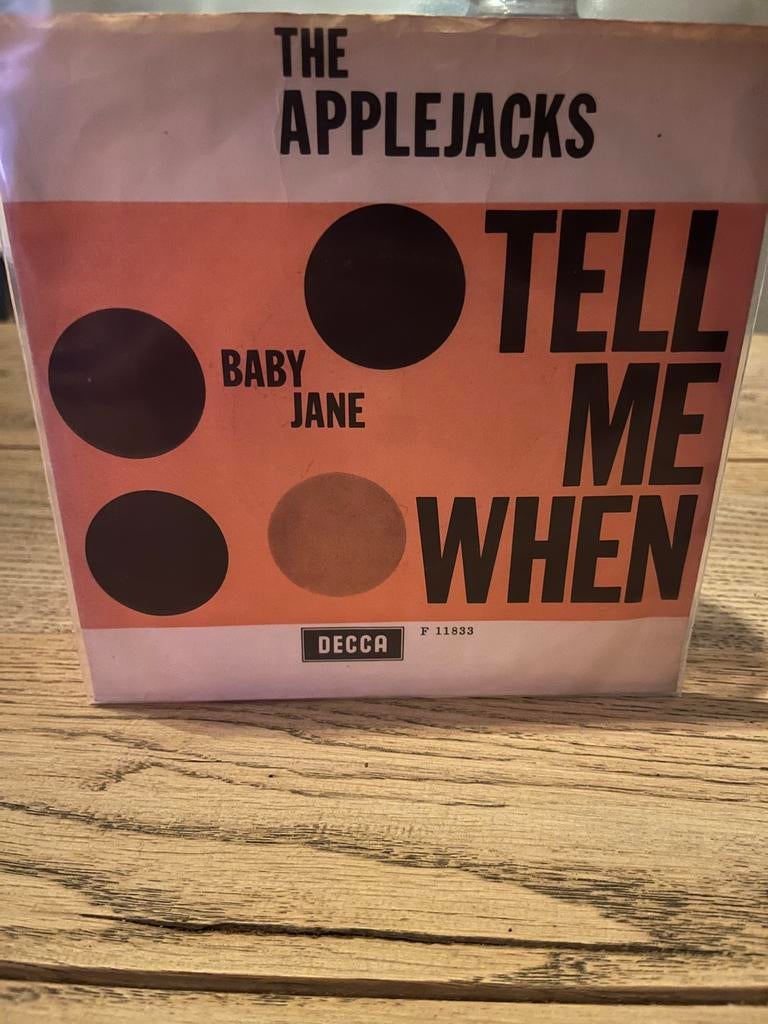 THE
APPLEJACKS
TELL
ME
WHEN
BABY
JANE
DECCA
F 11833